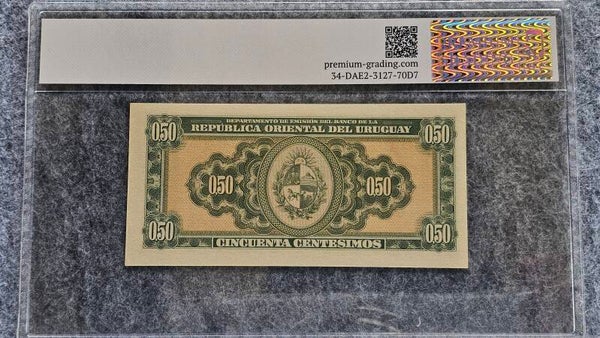 premium-grading.com
34-DAE2-3127-70D7
DEPARTAMENTO DE EMISIÓN DEL BANCO DE LA
REPUBLICA ORIENTAL DEL URUGUAY
0.50
0.50
0.50
0.50
0.50
0.50
CINCUENTA CENTESIMOS